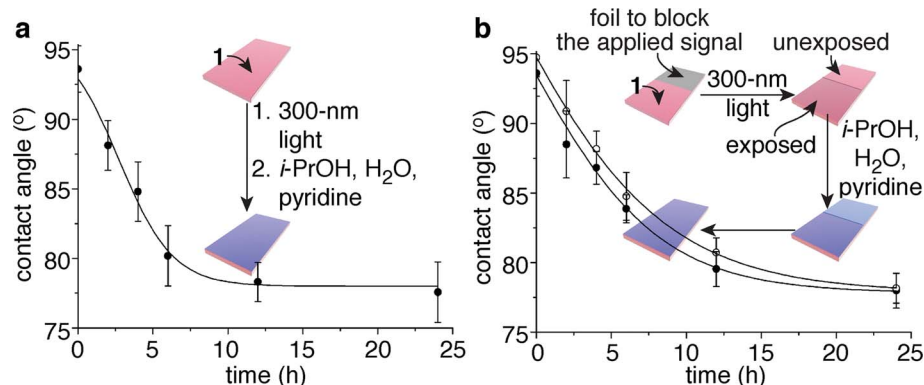 a
95
90
85
80
75
contact angle (º)
0
5
10
15
20
25
time (h)
1
1. 300-nm
light
2. i-PrOH, H₂O,
pyridine
b
95
90
85
80
75
contact angle (º)
0
5
10
15
20
25
time (h)
foil to block
the applied signal
1
300-nm
light
unexposed
exposed
i-PrOH,
H₂O,
pyridine